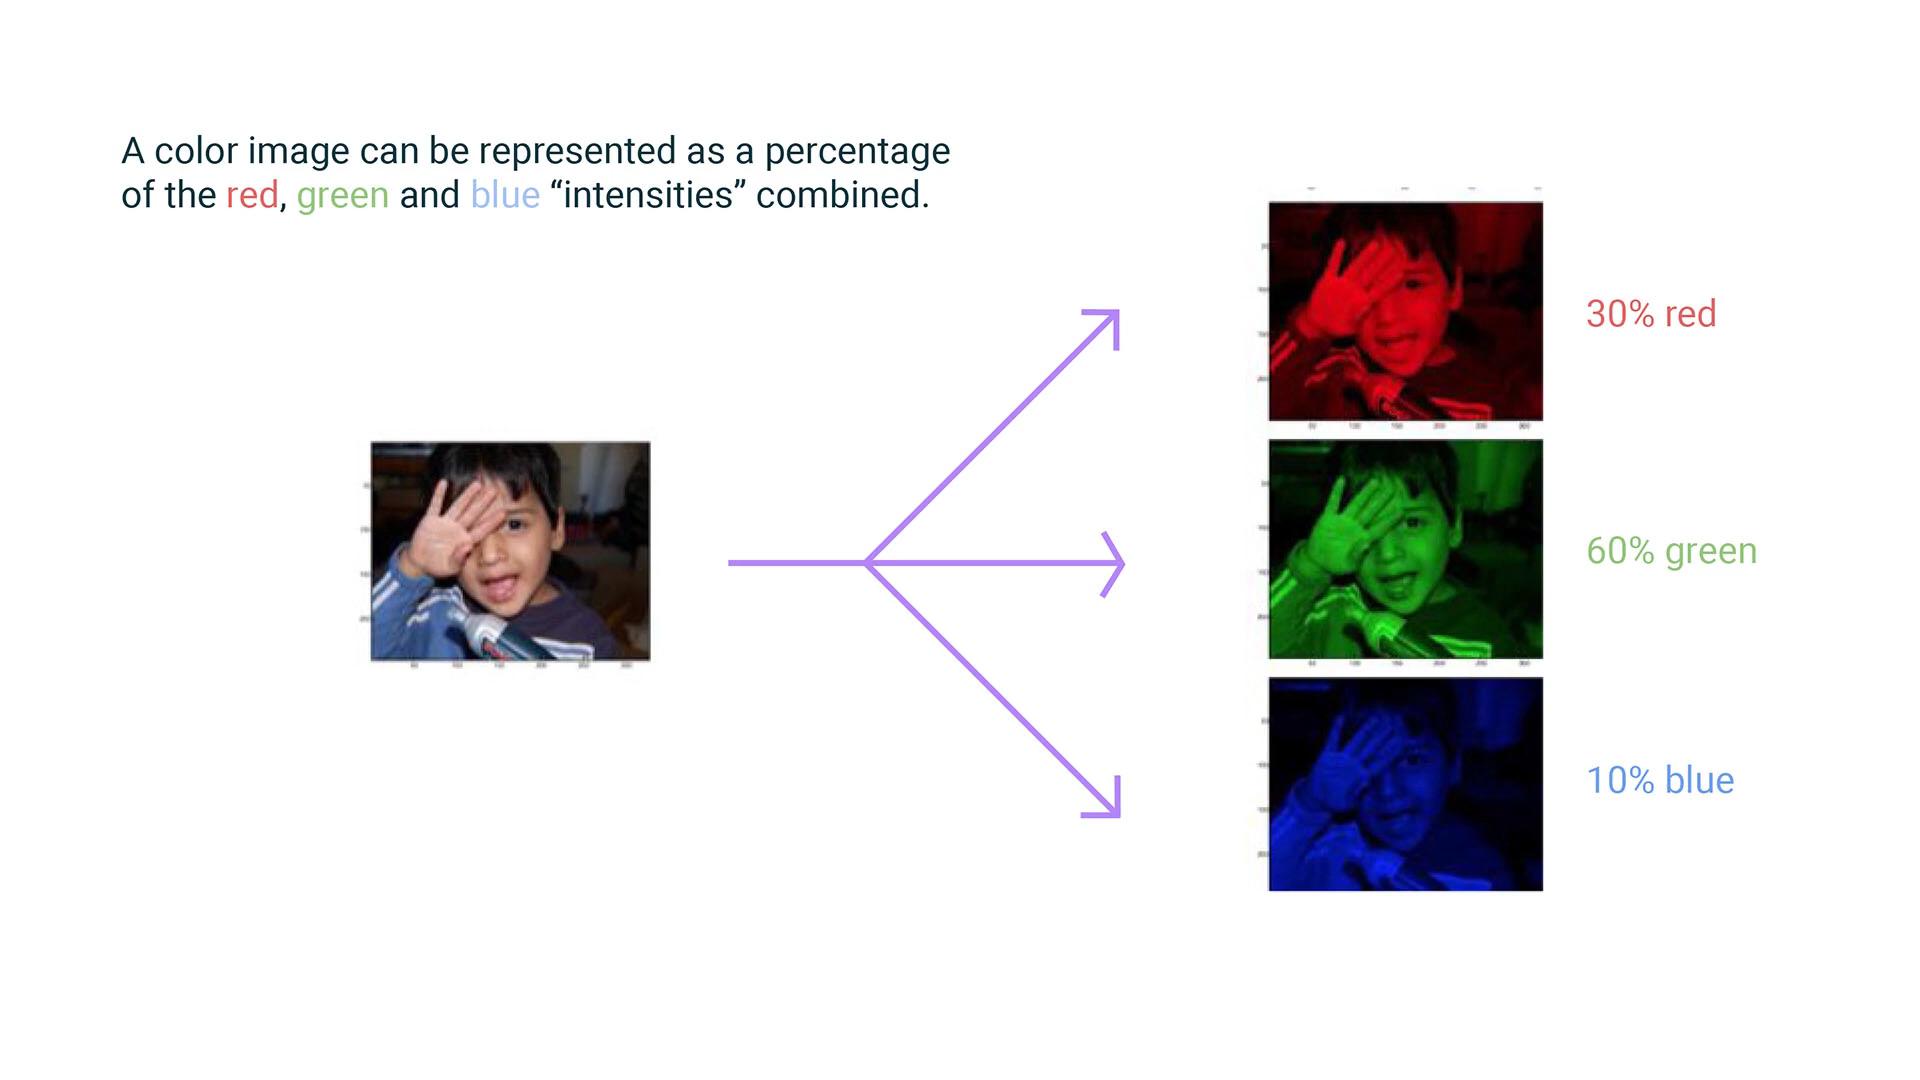 A color image can be represented as a percentage
of the red, green and blue “intensities” combined.
30% red
60% green
10% blue